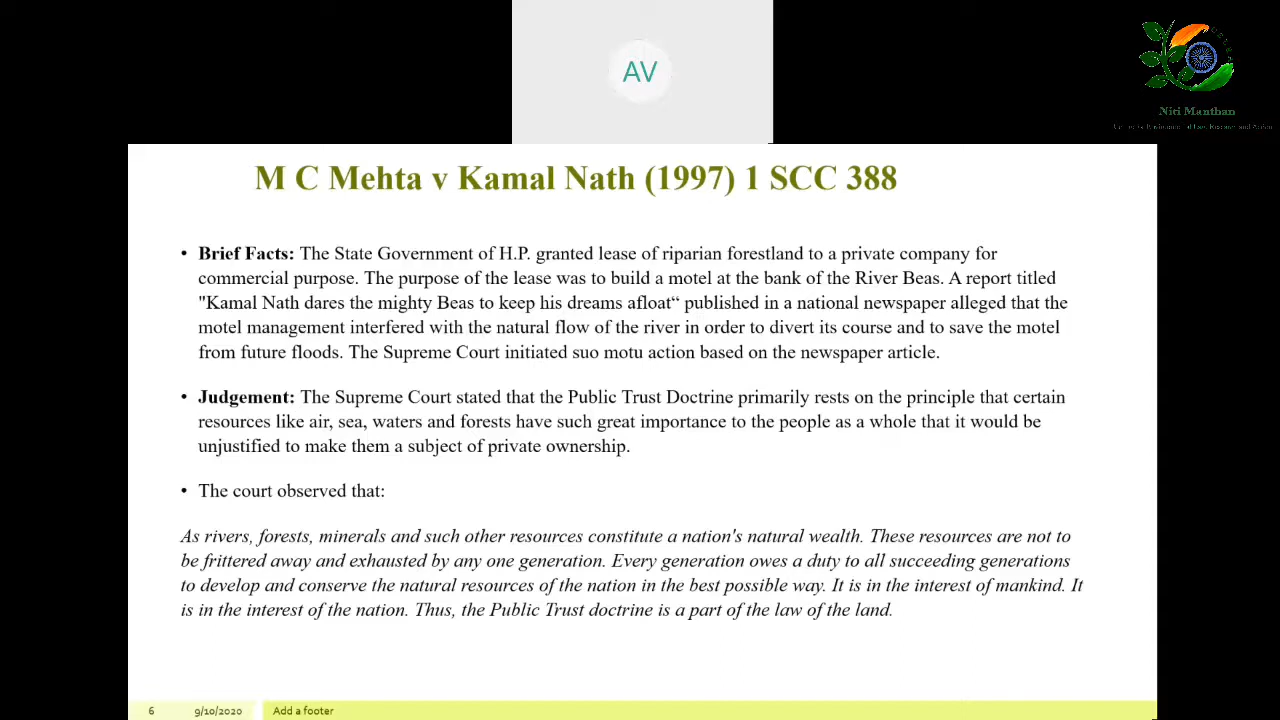 AV
Niti Manthan
M C Mehta v Kamal Nath (1997) 1 SCC 388
• Brief Facts: The State Government of H.P. granted lease of riparian forestland to a private company for
commercial purpose. The purpose of the lease was to build a motel at the bank of the River Beas. A report titled
"Kamal Nath dares the mighty Beas to keep his dreams afloat“ published in a national newspaper alleged that the
motel management interfered with the natural flow of the river in order to divert its course and to save the motel
from future floods. The Supreme Court initiated suo motu action based on the newspaper article.
• Judgement: The Supreme Court stated that the Public Trust Doctrine primarily rests on the principle that certain
resources like air, sea, waters and forests have such great importance to the people as a whole that it would be
unjustified to make them a subject of private ownership.
• The court observed that:
As rivers, forests, minerals and such other resources constitute a nation's natural wealth. These resources are not to
be frittered away and exhausted by any one generation. Every generation owes a duty to all succeeding generations
to develop and conserve the natural resources of the nation in the best possible way. It is in the interest of mankind. It
is in the interest of the nation. Thus, the Public Trust doctrine is a part of the law of the land.
6 9/10/2020 Add a footer